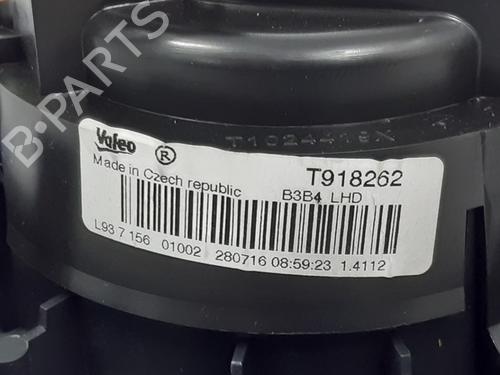 B-PARTS
T1024419X
Valeo ®
T918262
Made in Czech republic
B3B4 LHD
L93 7 156 01002 280716 08:59:23 1.4112